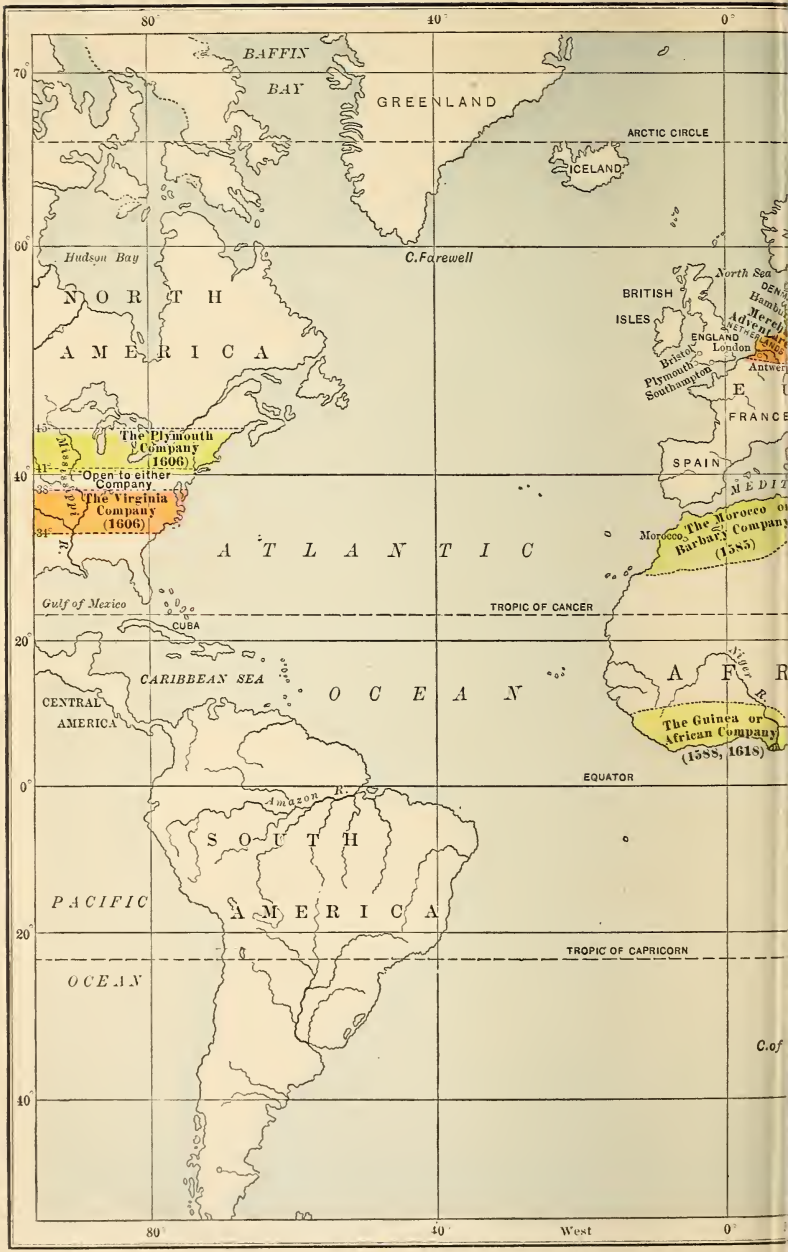 80°
40°
0°
BAFFIN
BAY
70°
GREENLAND
ARCTIC CIRCLE
ICELAND
60°
Hudson Bay
C. Farewell
North Sea
BRITISH
ISLES
NORTH
AMERICA
ENGLAND
London
NETHERLANDS
Bristol
Plymouth
Southampton
FRANCE
SPAIN
45°
The Plymouth
Company
(1606)
41°
40°
Open to either
Company
38°
The Virginia
Company
(1606)
34°
Mississippi
R.
Morocco
The Morocco or
Barbary Company
(1585)
ATLANTIC
Gulf of Mexico
TROPIC OF CANCER
CUBA
20°
CARIBBEAN SEA
OCEAN
CENTRAL
AMERICA
Niger
R.
The Guinea or
African Company
(1588, 1618)
0°
EQUATOR
Amazon R.
SOUTH
AMERICA
PACIFIC
OCEAN
20°
TROPIC OF CAPRICORN
C. of
40°
80°
40°
West
0°